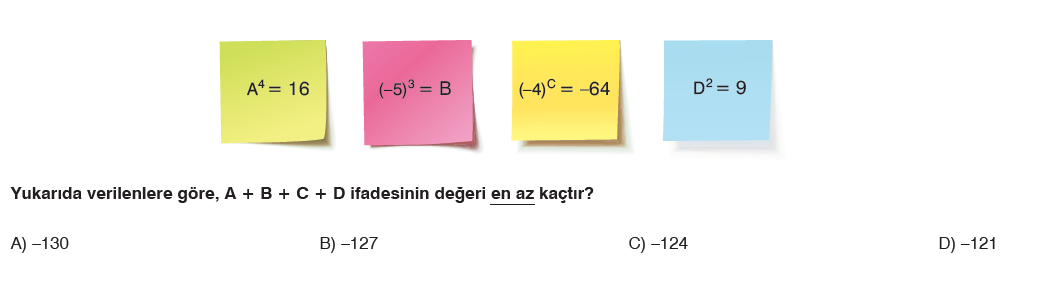 A⁴ = 16 (–5)³ = B (–4)ᶜ = –64 D² = 9
Yukarıda verilenlere göre, A + B + C + D ifadesinin değeri en az kaçtır?
A) –130 B) –127 C) –124 D) –121